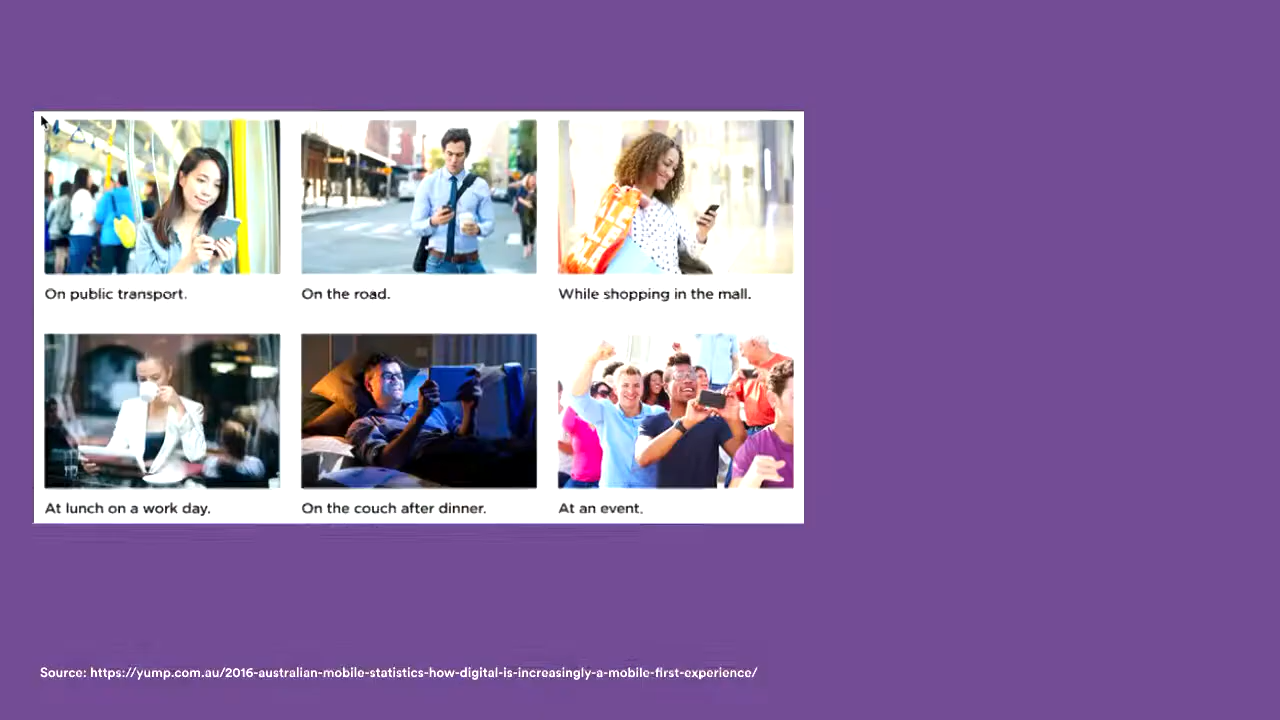 On public transport.
On the road.
While shopping in the mall.
At lunch on a work day.
On the couch after dinner.
At an event.
Source: https://yump.com.au/2016-australian-mobile-statistics-how-digital-is-increasingly-a-mobile-first-experience/